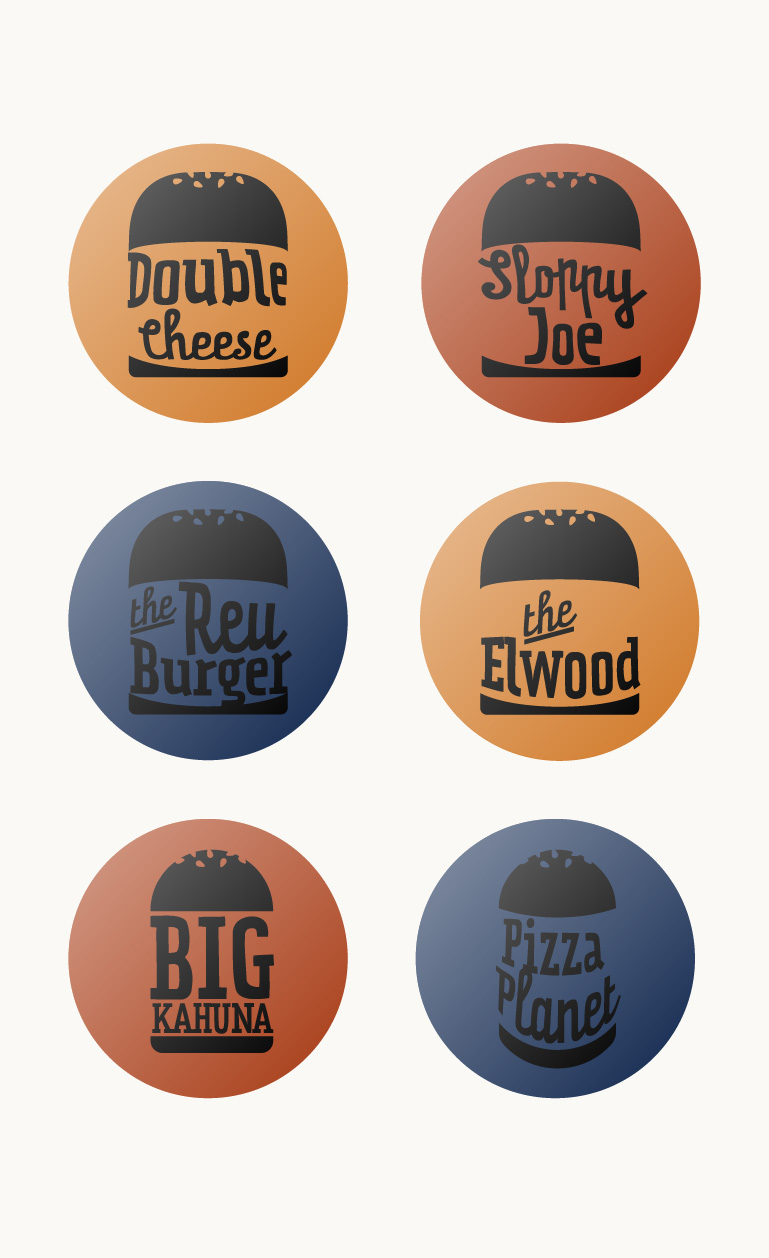 Double
Cheese
Sloppy
Joe
the Reu
Burger
the
Elwood
BIG
KAHUNA
Pizza
Planet